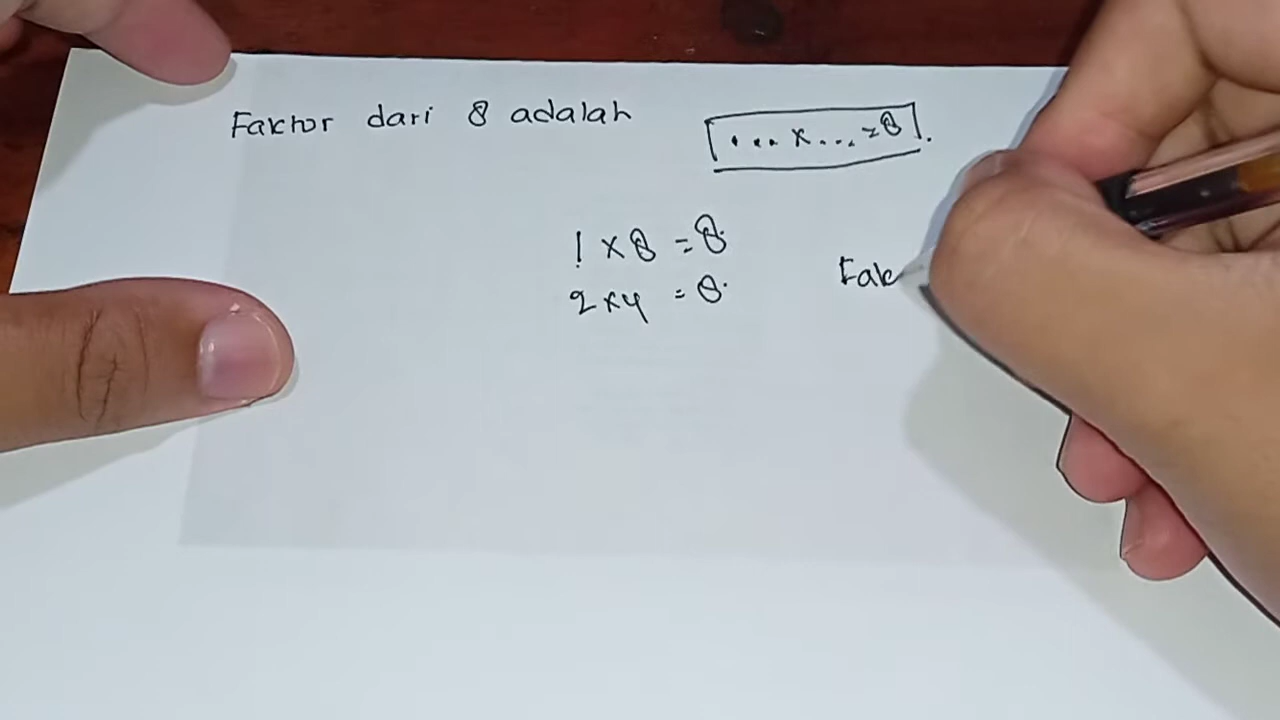 Faktor dari 8 adalah
... x ... = 8.
1 x 8 = 8
2 x 4 = 8
Fak